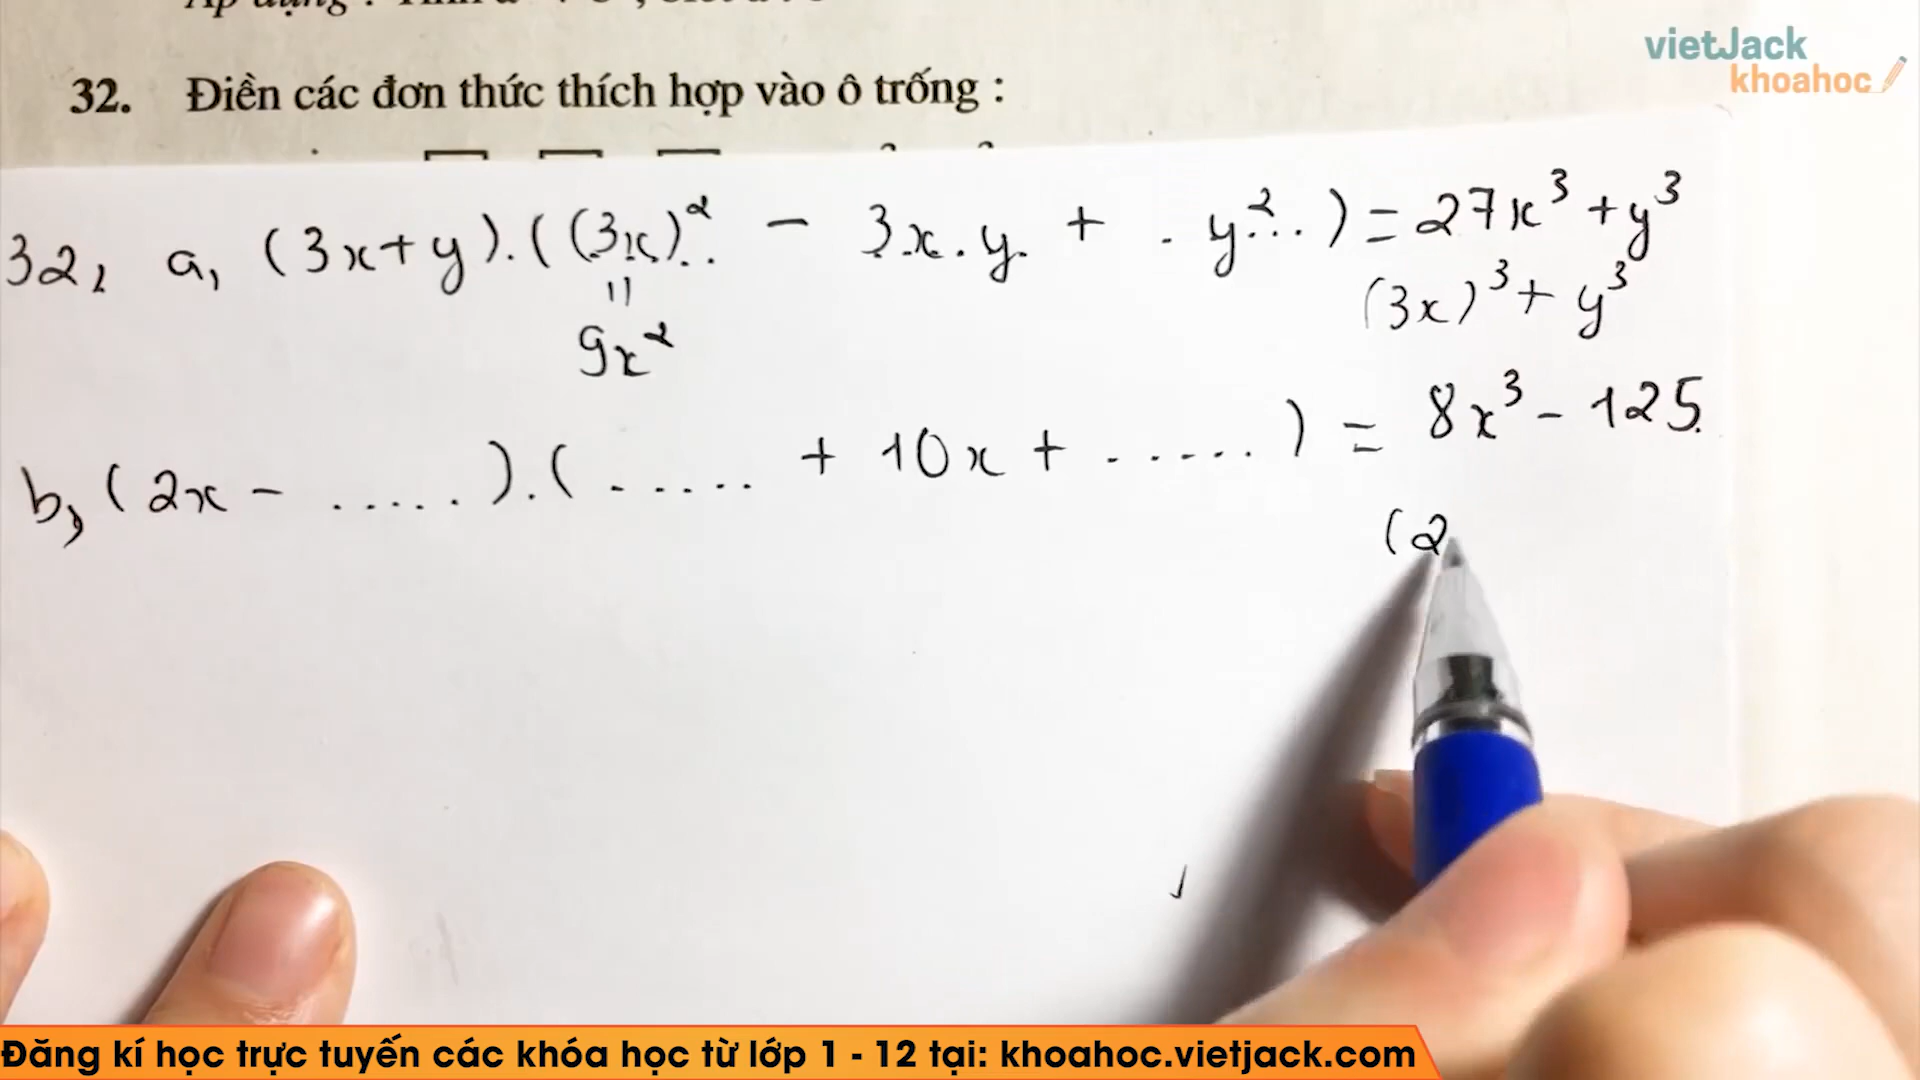 vietJack
khoahoc
32. Điền các đơn thức thích hợp vào ô trống :
32, a, (3x+y).((3x)² - 3x.y + y²...) = 27x³ + y³
(3x)³ + y³
=
9x²
b, (2x - .....).(..... + 10x + .....) = 8x³ - 125
(2
Đăng kí học trực tuyến các khóa học từ lớp 1 - 12 tại: khoahoc.vietjack.com